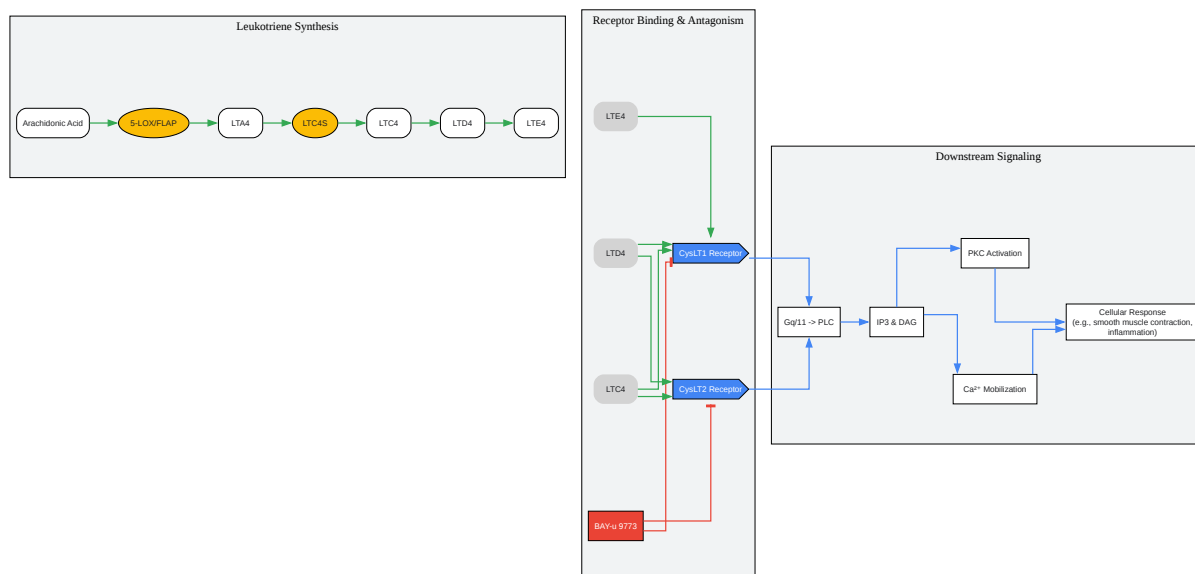 Leukotriene Synthesis
Arachidonic Acid
5-LOX/FLAP
LTA4
LTC4S
LTC4
LTD4
LTE4
Receptor Binding & Antagonism
LTE4
LTD4
CysLT1 Receptor
LTC4
CysLT2 Receptor
BAY-u 9773
Downstream Signaling
PKC Activation
Gq/11 -> PLC
IP3 & DAG
Cellular Response
(e.g., smooth muscle contraction,
inflammation)
Ca²⁺ Mobilization